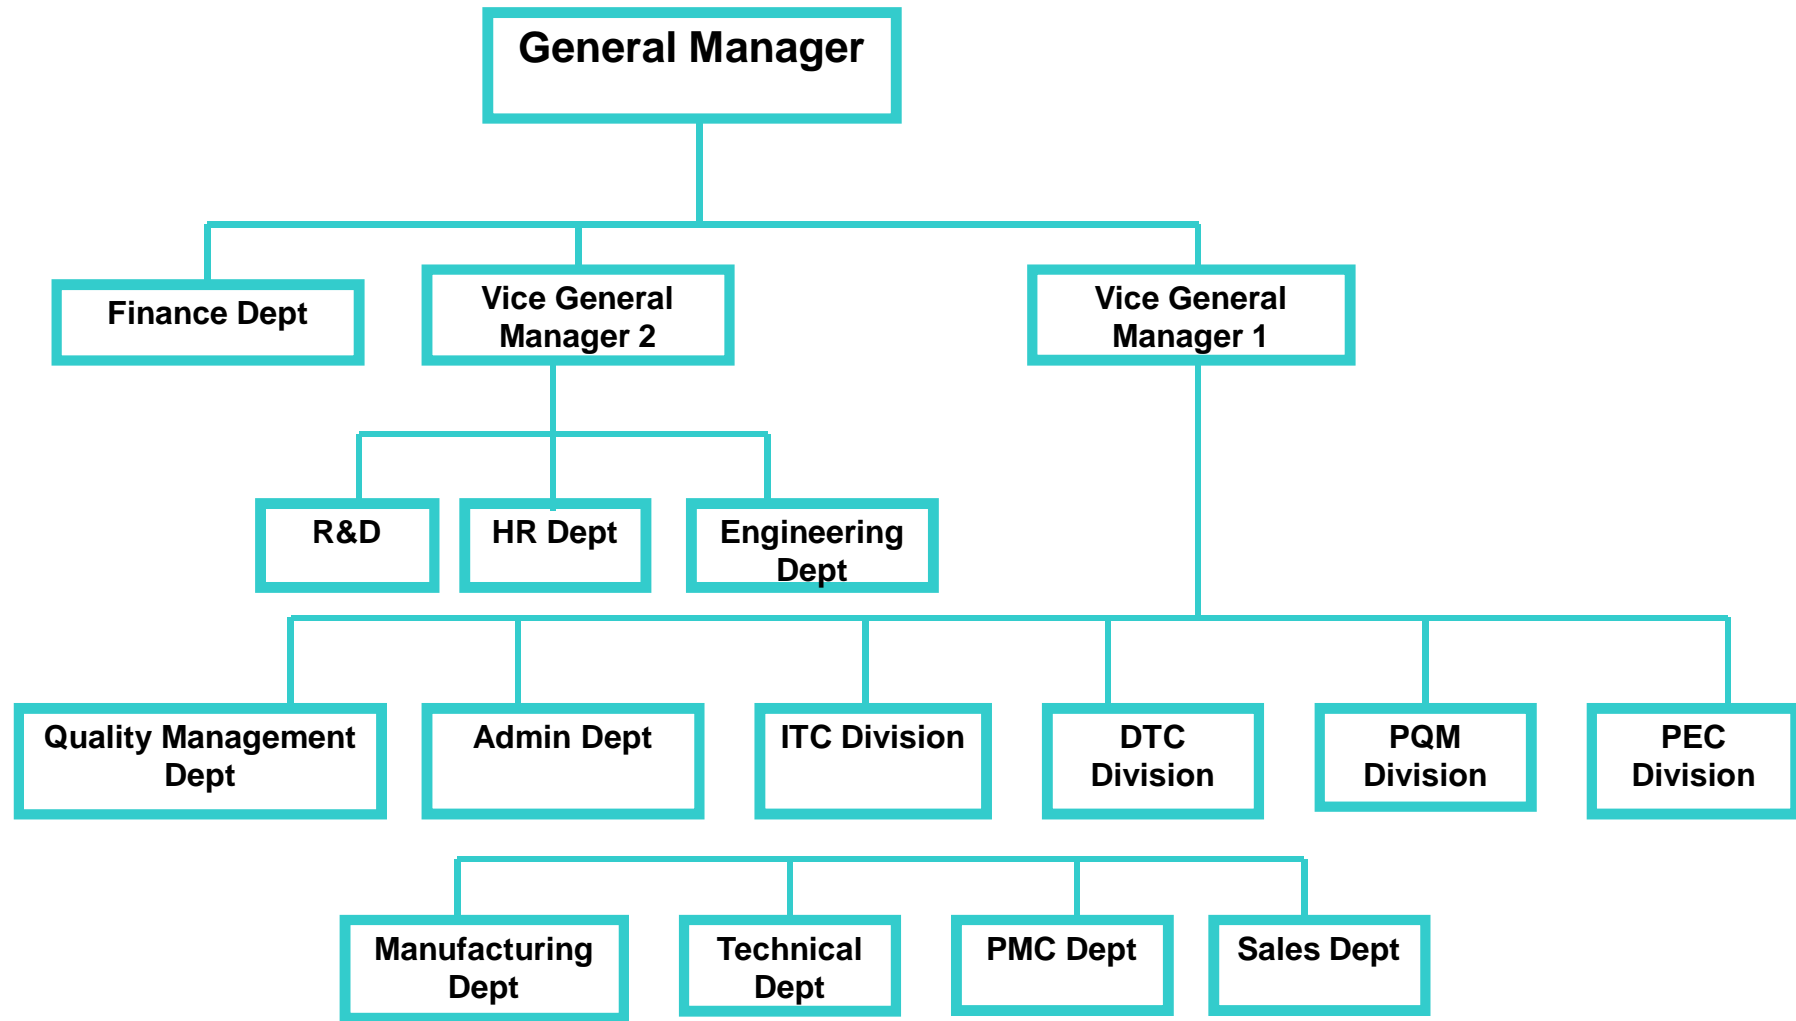 General Manager
Finance Dept
Vice General
Manager 2
Vice General
Manager 1
R&D
HR Dept
Engineering
Dept
Quality Management
Dept
Admin Dept
ITC Division
DTC
Division
PQM
Division
PEC
Division
Manufacturing
Dept
Technical
Dept
PMC Dept
Sales Dept